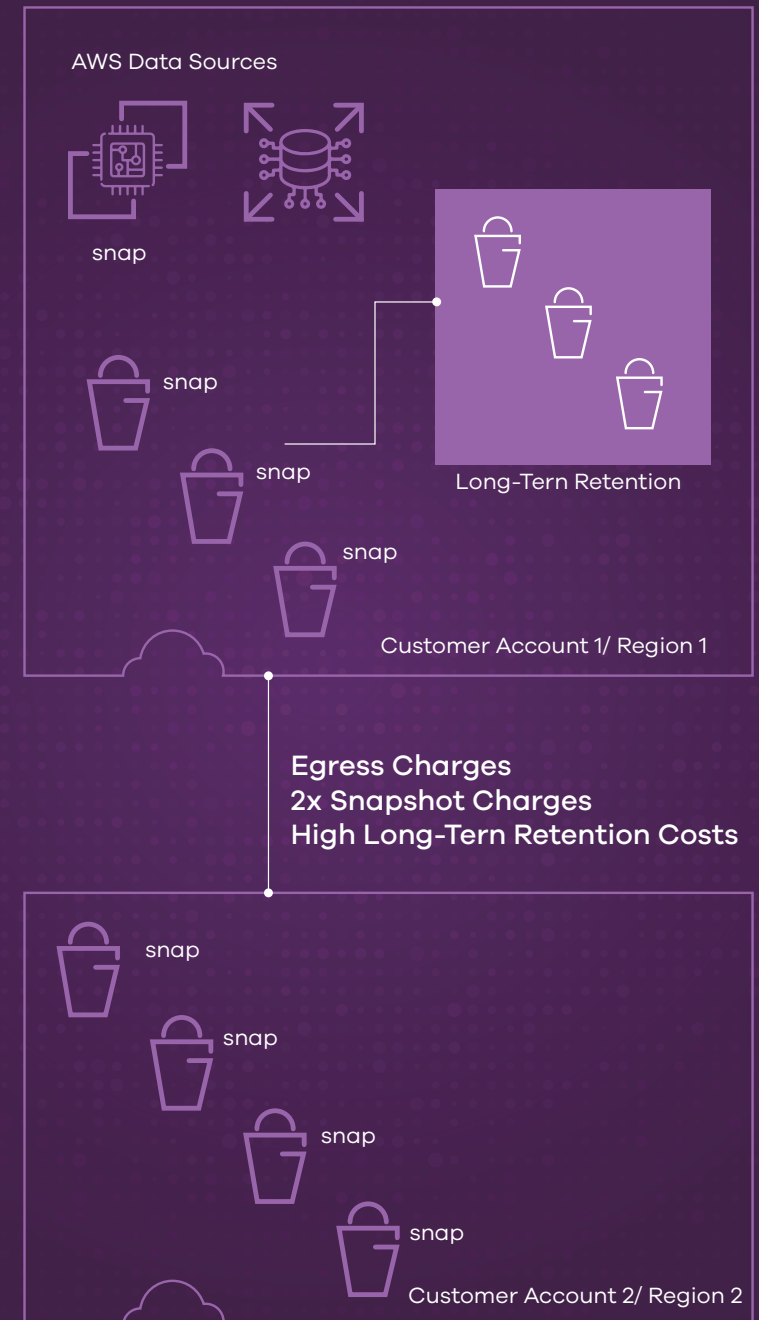 AWS Data Sources
snap
snap
snap
Long-Tern Retention
snap
Customer Account 1/ Region 1
Egress Charges
2x Snapshot Charges
High Long-Tern Retention Costs
snap
snap
snap
snap
Customer Account 2/ Region 2